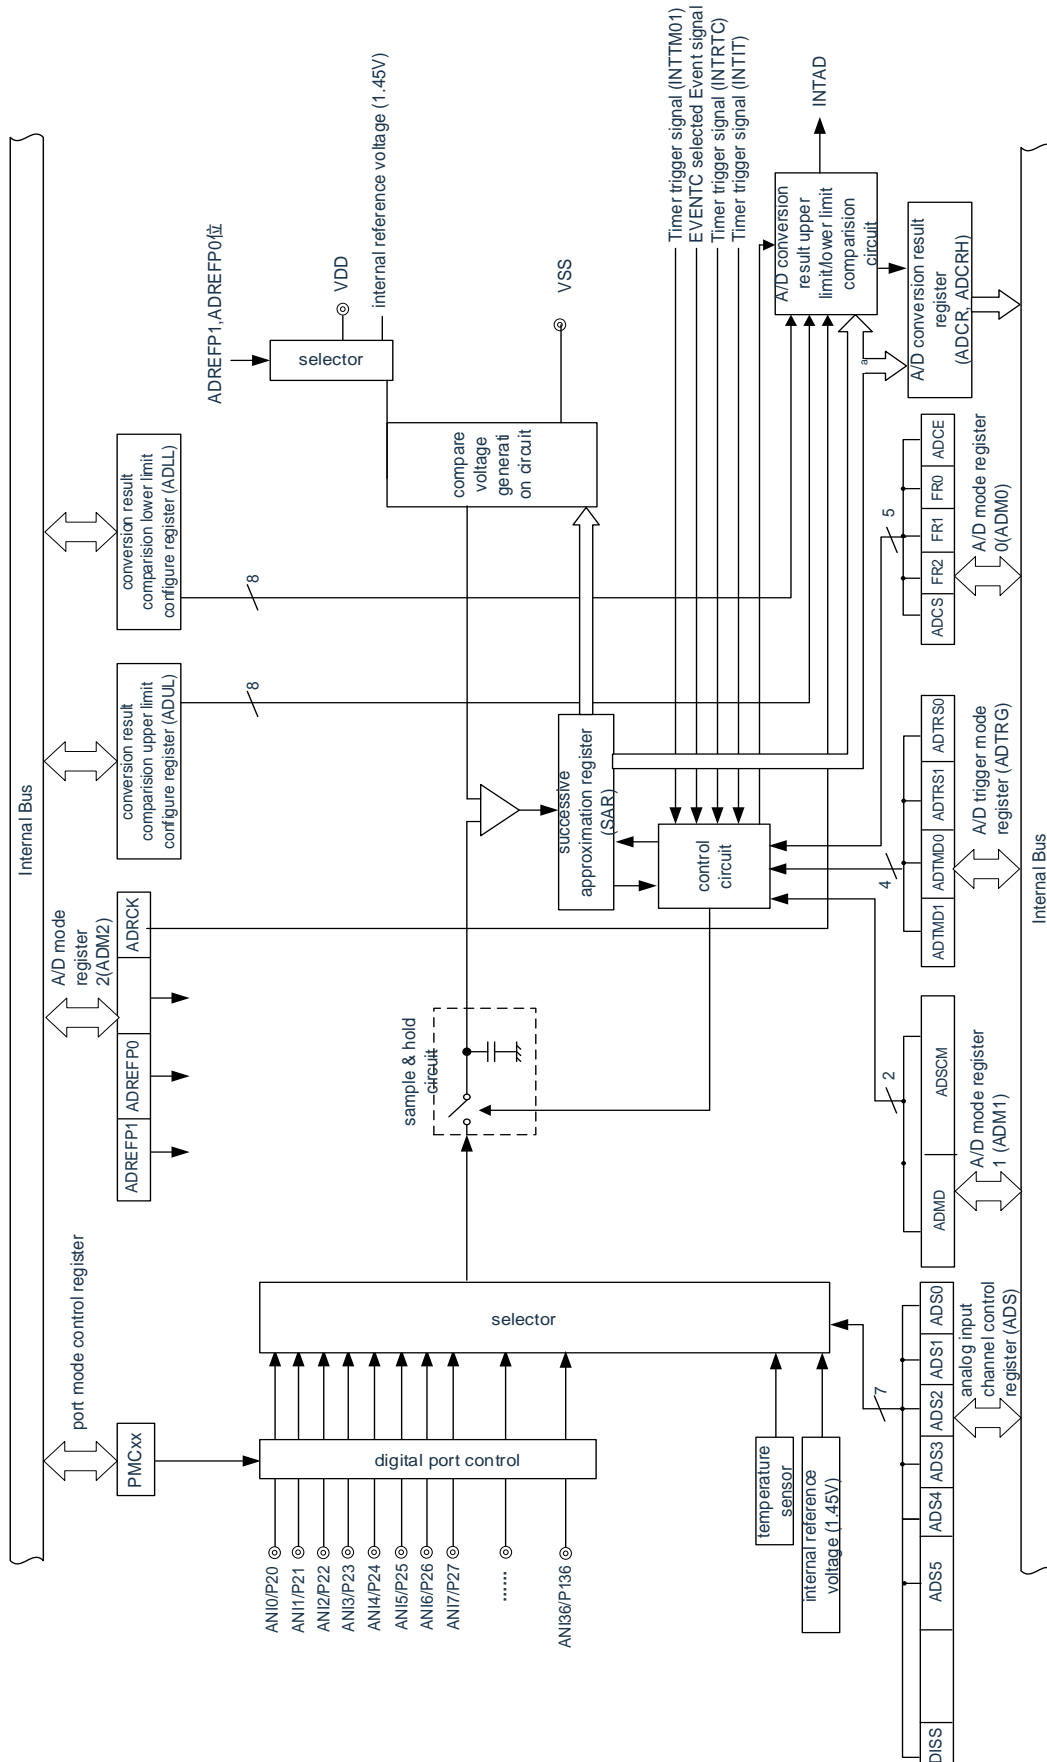 Internal Bus
port mode control register
PMCxx
A/D mode
register
2(ADM2)
ADREFP1
ADREFP0
ADRCK
conversion result
comparision upper limit
configure register (ADUL)
conversion result
comparision lower limit
configure register (ADLL)
8
8
ADREFP1,ADREFP0位
selector
VDD
internal reference voltage (1.45V)
compare
voltage
generati
on circuit
VSS
ANI0/P20
ANI1/P21
ANI2/P22
ANI3/P23
ANI4/P24
ANI5/P25
ANI6/P26
ANI7/P27
......
ANI36/P136
digital port control
selector
sample & hold
circuit
successive
approximation register
(SAR)
control
circuit
Timer trigger signal (INTTM01)
EVENTC selected Event signal
Timer trigger signal (INTRTC)
Timer trigger signal (INTIT)
A/D conversion
result upper
limit/lower limit
comparision
circuit
INTAD
a
A/D conversion result
register
(ADCR, ADCRH)
temperature
sensor
internal reference
voltage (1.45V)
7
2
4
5
DISS
ADS5
ADS4
ADS3
ADS2
ADS1
ADS0
analog input
channel control
register (ADS)
ADMD
ADSCM
A/D mode register
1 (ADM1)
ADTMD1
ADTMD0
ADTRS1
ADTRS0
A/D trigger mode
register (ADTRG)
ADCS
FR2
FR1
FR0
ADCE
A/D mode register
0(ADM0)
Internal Bus